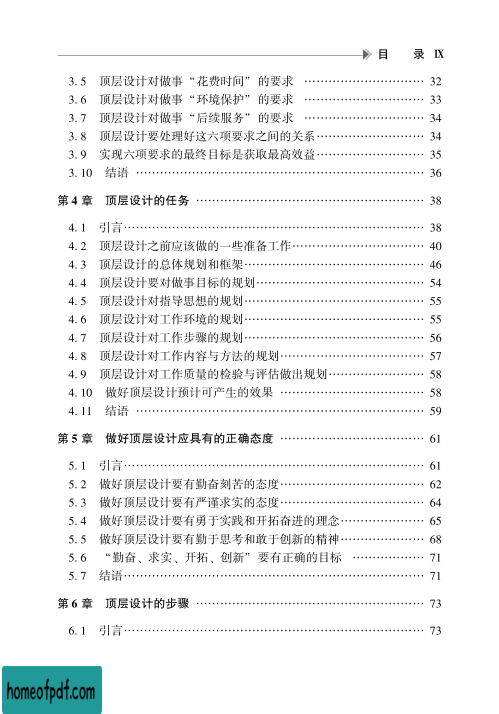 目 录 Ⅸ
3.5 顶层设计对做事“花费时间”的要求 ………………………… 32
3.6 顶层设计对做事“环境保护”的要求 ………………………… 33
3.7 顶层设计对做事“后续服务”的要求 ………………………… 34
3.8 顶层设计要处理好这六项要求之间的关系……………………… 34
3.9 实现六项要求的最终目标是获取最高效益……………………… 35
3.10 结语 ……………………………………………………………… 36
第4章 顶层设计的任务 ………………………………………………… 38
4.1 引言………………………………………………………………… 38
4.2 顶层设计之前应该做的一些准备工作…………………………… 40
4.3 顶层设计的总体规划和框架……………………………………… 46
4.4 顶层设计要对做事目标的规划…………………………………… 54
4.5 顶层设计对指导思想的规划……………………………………… 55
4.6 顶层设计对工作环境的规划……………………………………… 55
4.7 顶层设计对工作步骤的规划……………………………………… 56
4.8 顶层设计对工作内容与方法的规划……………………………… 57
4.9 顶层设计对工作质量的检验与评估做出规划…………………… 58
4.10 做好顶层设计预计可产生的效果 ……………………………… 58
4.11 结语 ……………………………………………………………… 59
第5章 做好顶层设计应具有的正确态度 ……………………………… 61
5.1 引言………………………………………………………………… 61
5.2 做好顶层设计要有勤奋刻苦的态度……………………………… 62
5.3 做好顶层设计要有严谨求实的态度……………………………… 64
5.4 做好顶层设计要有勇于实践和开拓奋进的理念………………… 65
5.5 做好顶层设计要有勤于思考和敢于创新的精神………………… 68
5.6 “勤奋、求实、开拓、创新”要有正确的目标 ……………… 71
5.7 结语………………………………………………………………… 71
第6章 顶层设计的步骤 ………………………………………………… 73
6.1 引言………………………………………………………………… 73
homeofpdf.com